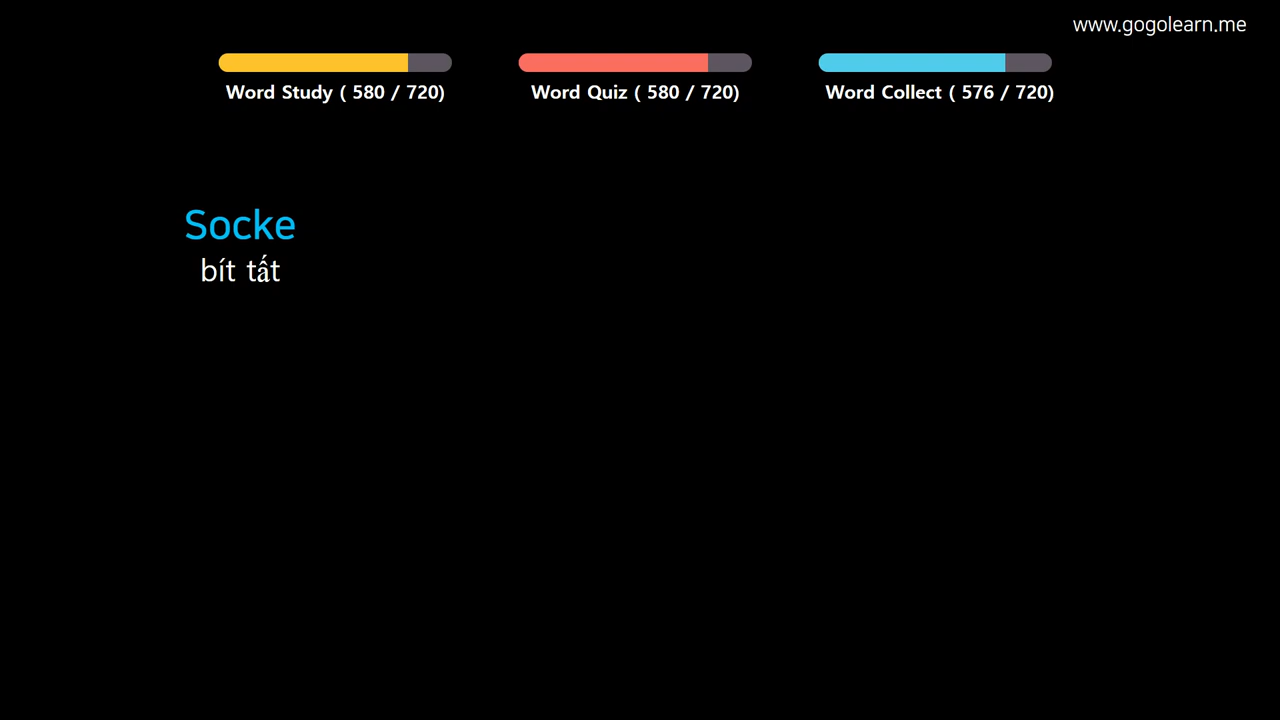 www.gogolearn.me
Word Study ( 580 / 720)
Word Quiz ( 580 / 720)
Word Collect ( 576 / 720)
Socke
bít tất